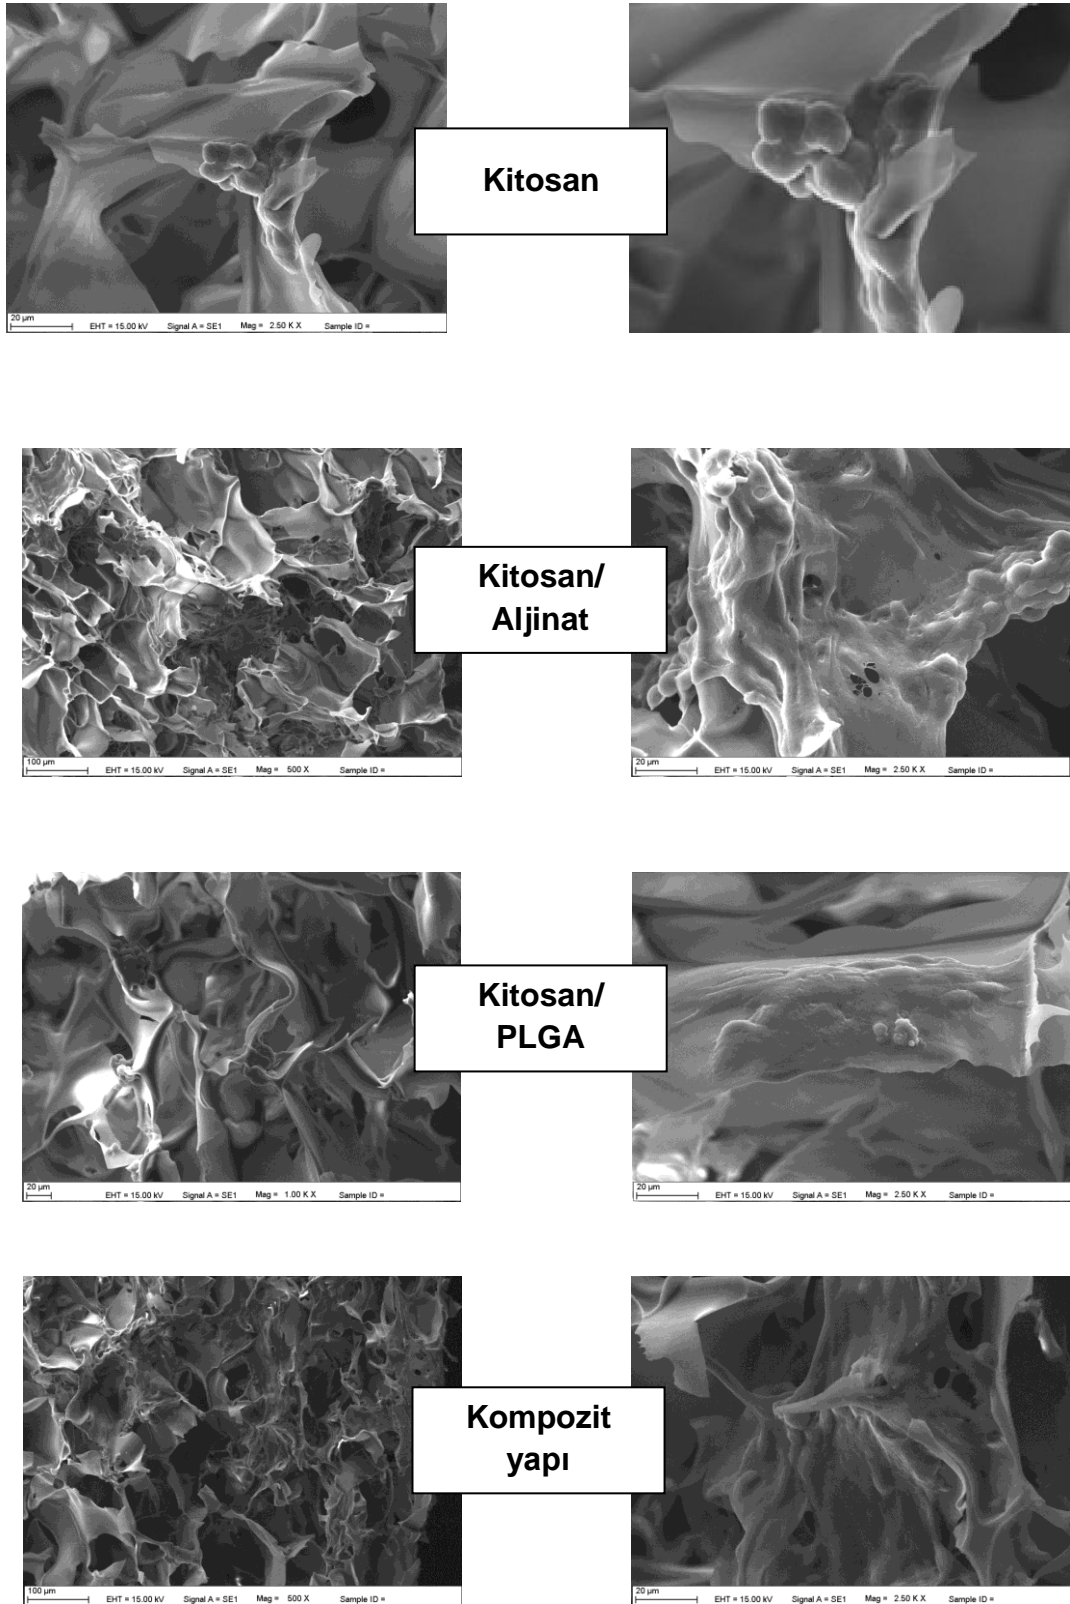 Kitosan
20 µm
EHT = 15.00 kV Signal A = SE1 Mag = 2.50 K X Sample ID =
Kitosan/
Aljinat
100 µm
EHT = 15.00 kV Signal A = SE1 Mag = 500 X Sample ID =
20 µm
EHT = 15.00 kV Signal A = SE1 Mag = 2.50 K X Sample ID =
Kitosan/
PLGA
20 µm
EHT = 15.00 kV Signal A = SE1 Mag = 1.00 K X Sample ID =
20 µm
EHT = 15.00 kV Signal A = SE1 Mag = 2.50 K X Sample ID =
Kompozit
yapı
100 µm
EHT = 15.00 kV Signal A = SE1 Mag = 500 X Sample ID =
20 µm
EHT = 15.00 kV Signal A = SE1 Mag = 2.50 K X Sample ID =